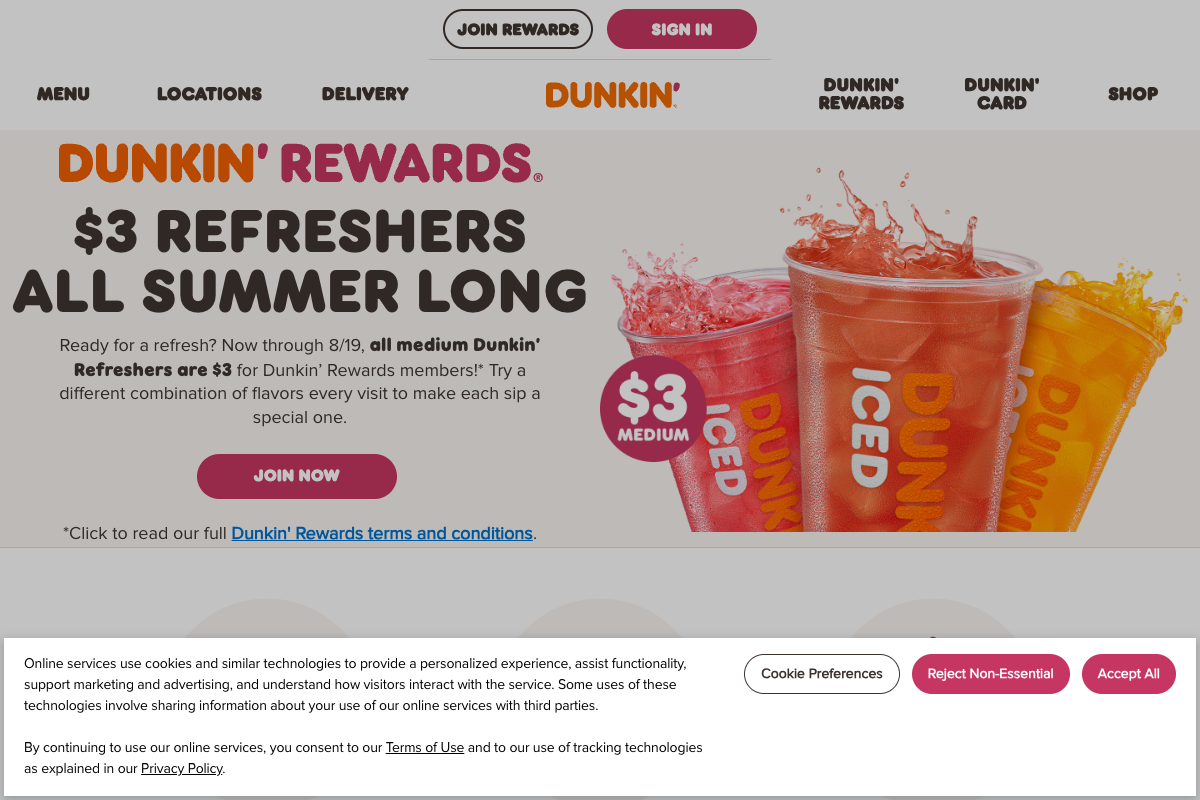 JOIN REWARDS
SIGN IN
MENU
LOCATIONS
DELIVERY
DUNKIN'
DUNKIN'
REWARDS
DUNKIN'
CARD
SHOP
DUNKIN' REWARDS®
$3 REFRESHERS
ALL SUMMER LONG
Ready for a refresh? Now through 8/19, all medium Dunkin'
Refreshers are $3 for Dunkin’ Rewards members!* Try a
different combination of flavors every visit to make each sip a
special one.
JOIN NOW
*Click to read our full Dunkin' Rewards terms and conditions.
$3
MEDIUM
ICED
DUNK
ICED
DUNK
ICED
DUNKI
Online services use cookies and similar technologies to provide a personalized experience, assist functionality,
support marketing and advertising, and understand how visitors interact with the service. Some uses of these
technologies involve sharing information about your use of our online services with third parties.
By continuing to use our online services, you consent to our Terms of Use and to our use of tracking technologies
as explained in our Privacy Policy.
Cookie Preferences
Reject Non-Essential
Accept All